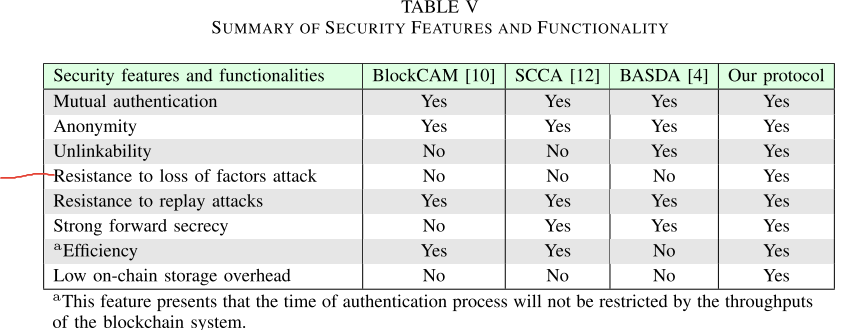 TABLE V
SUMMARY OF SECURITY FEATURES AND FUNCTIONALITY
Security features and functionalities BlockCAM [10] SCCA [12] BASDA [4] Our protocol
Mutual authentication Yes Yes Yes Yes
Anonymity Yes Yes Yes Yes
Unlinkability No No Yes Yes
Resistance to loss of factors attack No No No Yes
Resistance to replay attacks Yes Yes Yes Yes
Strong forward secrecy No Yes Yes Yes
aEfficiency Yes Yes No Yes
Low on-chain storage overhead No No No Yes
aThis feature presents that the time of authentication process will not be restricted by the throughputs
of the blockchain system.